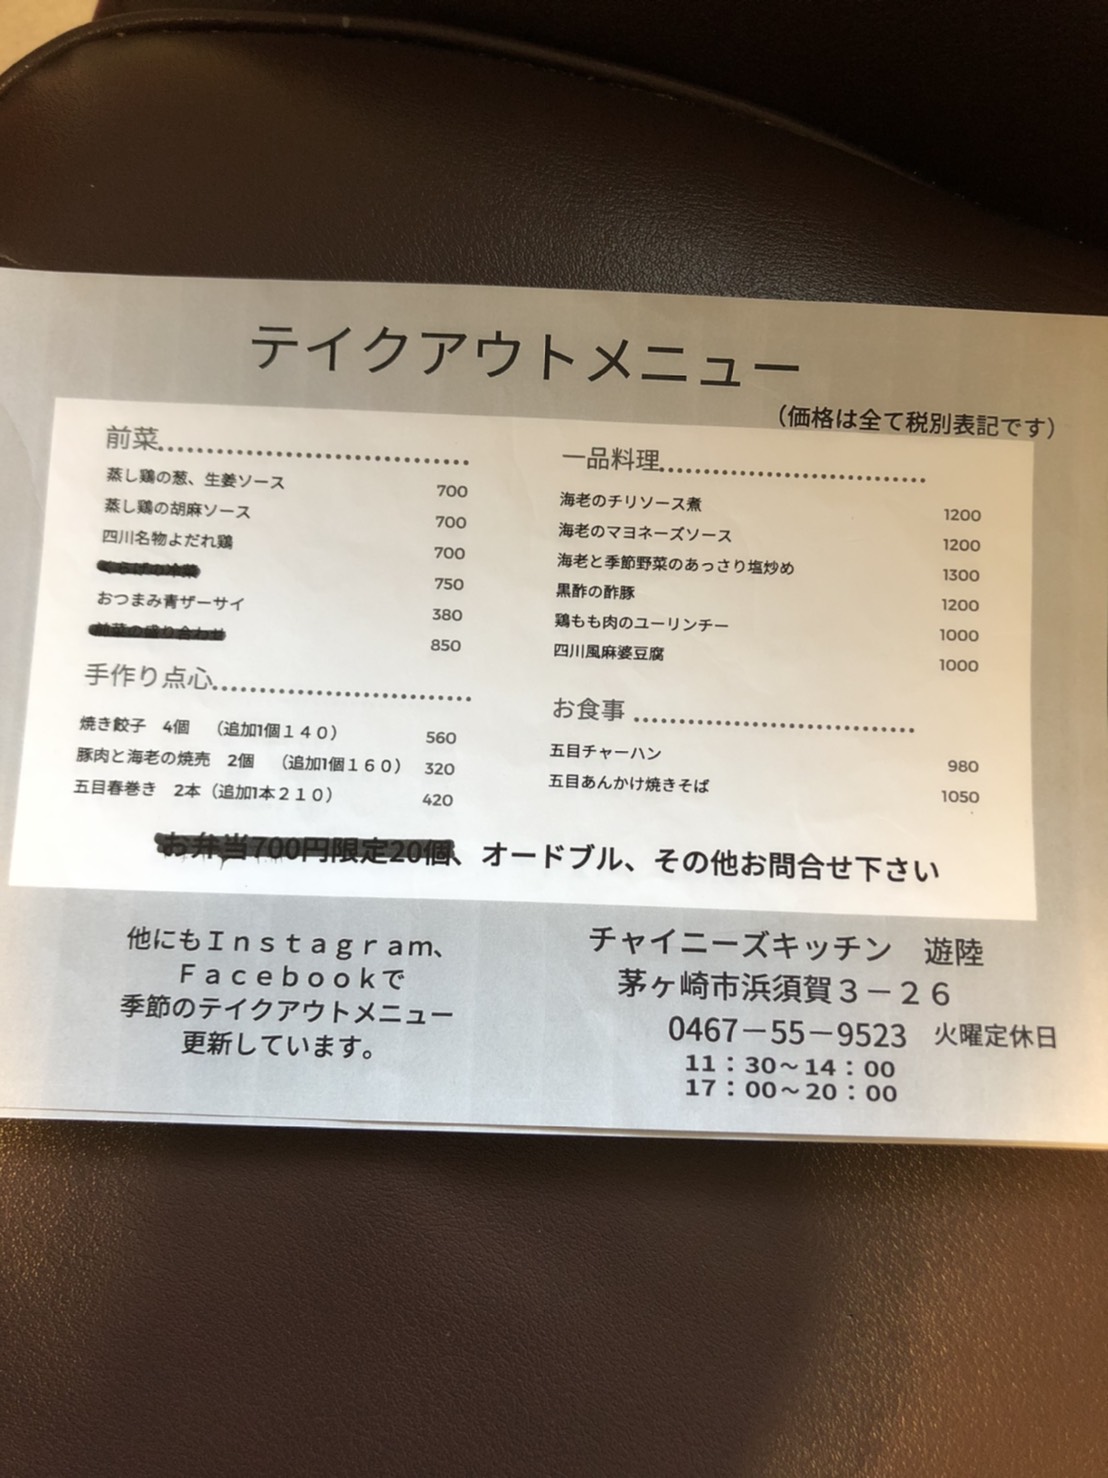 テイクアウトメニュー
（価格は全て税別表記です）
前菜
蒸し鶏の葱、生姜ソース 700
蒸し鶏の胡麻ソース 700
四川名物よだれ鶏 700
750
おつまみ青ザーサイ 380
前菜の盛り合わせ 850
手作り点心
焼き餃子 4個 （追加1個１４０） 560
豚肉と海老の焼売 2個 （追加1個１６０） 320
五目春巻き 2本（追加1本２１０） 420
一品料理
海老のチリソース煮 1200
海老のマヨネーズソース 1200
海老と季節野菜のあっさり塩炒め 1300
黒酢の酢豚 1200
鶏もも肉のユーリンチー 1000
四川風麻婆豆腐 1000
お食事
五目チャーハン 980
五目あんかけ焼きそば 1050
お弁当700円限定20個、オードブル、その他お問合せ下さい
他にもＩｎｓｔａｇｒａｍ、
Ｆａｃｅｂｏｏｋで
季節のテイクアウトメニュー
更新しています。
チャイニーズキッチン 遊陸
茅ヶ崎市浜須賀３－２６
0467－55－9523 火曜定休日
11：30～14：00
17：00～20：00